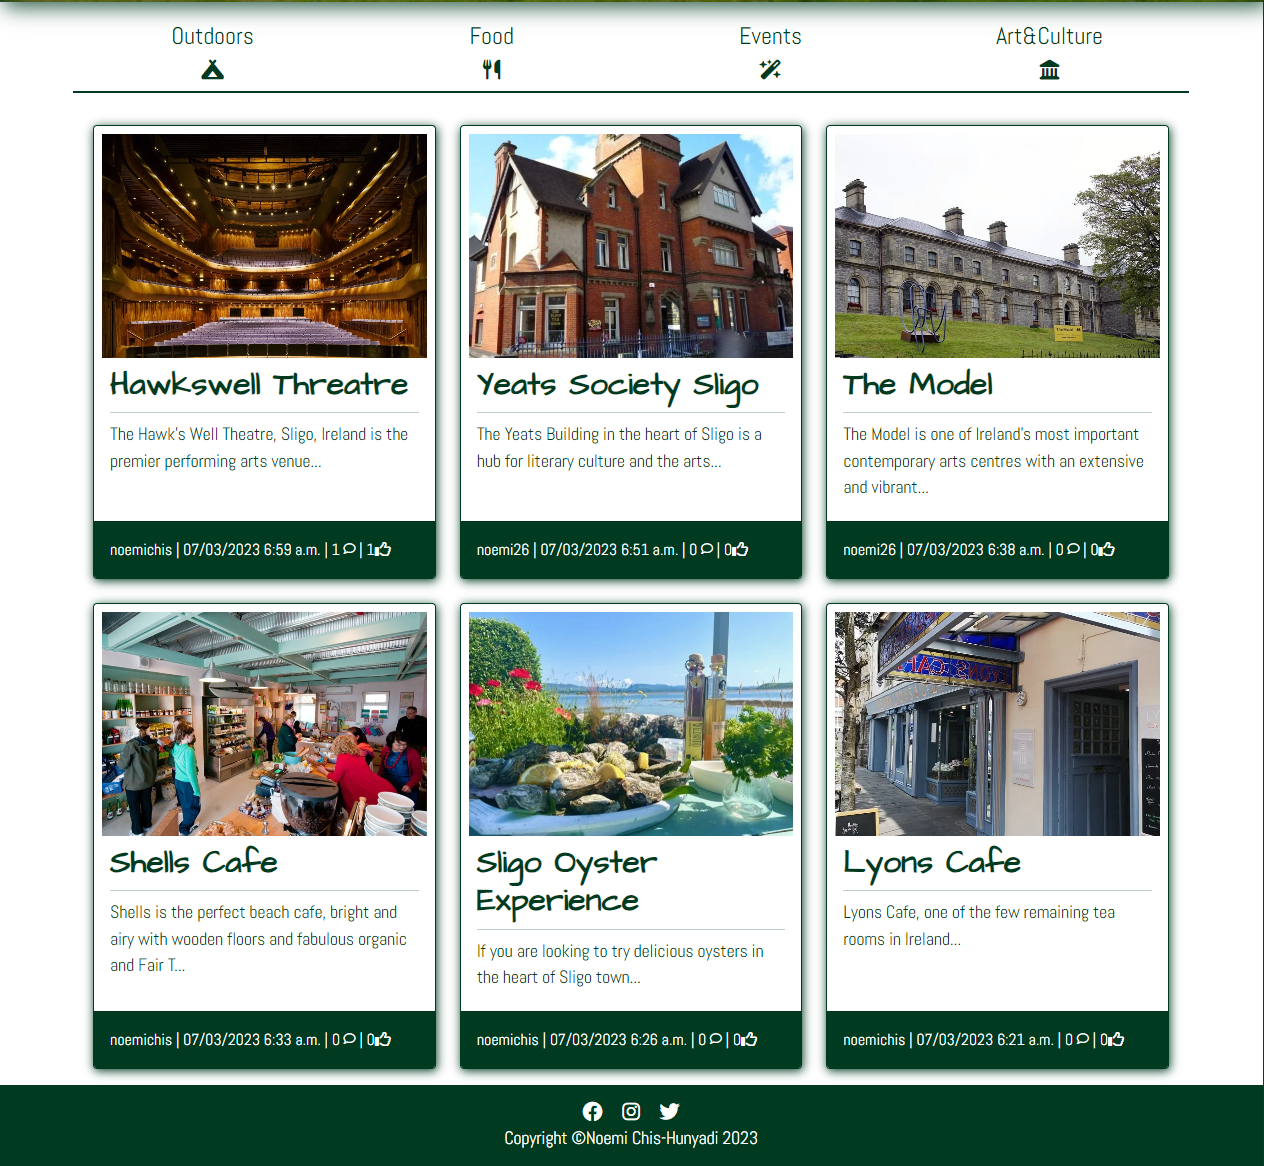 Outdoors
Food
Events
Art&Culture
Hawkswell Threatre
The Hawk's Well Theatre, Sligo, Ireland is the
premier performing arts venue...
noemichis | 07/03/2023 6:59 a.m. | 1 | 1
Yeats Society Sligo
The Yeats Building in the heart of Sligo is a
hub for literary culture and the arts...
noemi26 | 07/03/2023 6:51 a.m. | 0 | 0
The Model
The Model is one of Ireland's most important
contemporary arts centres with an extensive
and vibrant...
noemi26 | 07/03/2023 6:38 a.m. | 0 | 0
Shells Cafe
Shells is the perfect beach cafe, bright and
airy with wooden floors and fabulous organic
and Fair T...
noemichis | 07/03/2023 6:33 a.m. | 0 | 0
Sligo Oyster
Experience
If you are looking to try delicious oysters in
the heart of Sligo town...
noemichis | 07/03/2023 6:26 a.m. | 0 | 0
Lyons Cafe
Lyons Cafe, one of the few remaining tea
rooms in Ireland...
noemichis | 07/03/2023 6:21 a.m. | 0 | 0
Copyright ©Noemi Chis-Hunyadi 2023